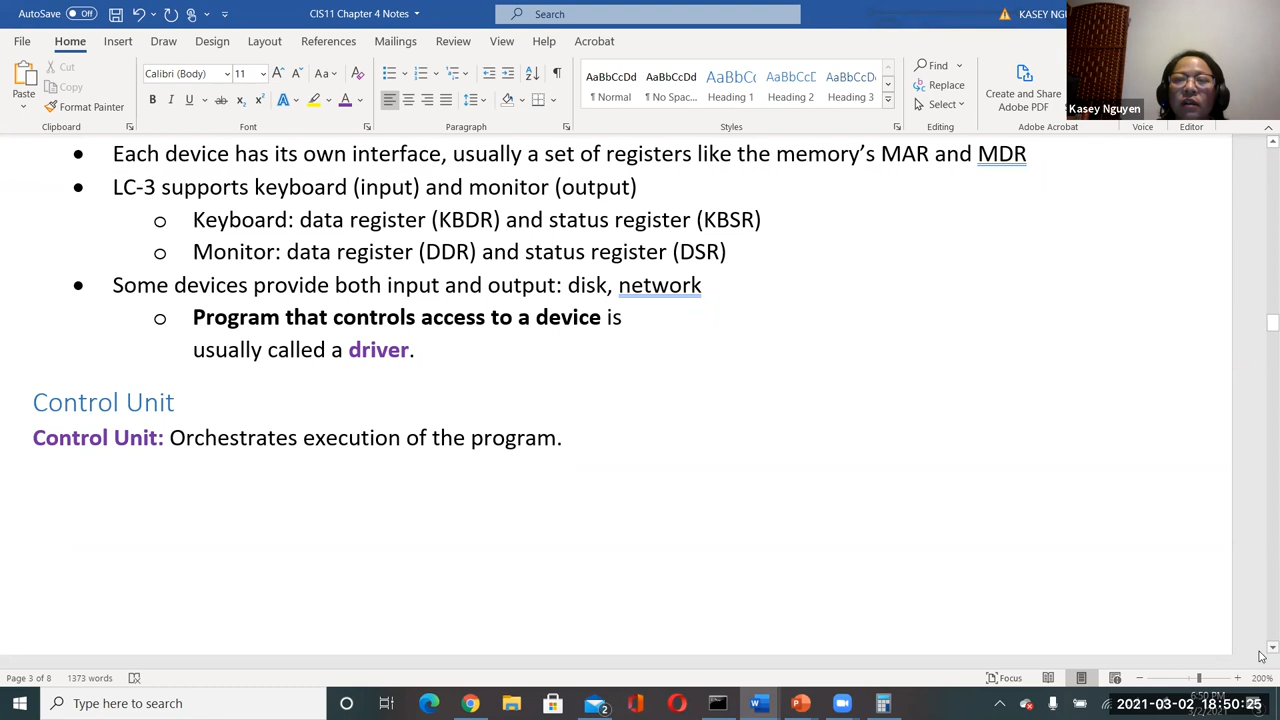 AutoSave Off CIS11 Chapter 4 Notes Search KASEY NGU
File Home Insert Draw Design Layout References Mailings Review View Help Acrobat
Paste Cut Copy Format Painter
Calibri (Body) 11
AaBbCcDd AaBbCcDd AaBbC AaBbCcD AaBbCcD
¶ Normal ¶ No Spac... Heading 1 Heading 2 Heading 3
Find Replace Select
Create and Share Adobe PDF
Kasey Nguyen
Clipboard Font Paragraph Styles Editing Adobe Acrobat Voice Editor
• Each device has its own interface, usually a set of registers like the memory’s MAR and MDR
• LC-3 supports keyboard (input) and monitor (output)
o Keyboard: data register (KBDR) and status register (KBSR)
o Monitor: data register (DDR) and status register (DSR)
• Some devices provide both input and output: disk, network
o Program that controls access to a device is
usually called a driver.
Control Unit
Control Unit: Orchestrates execution of the program.
Page 3 of 8 1373 words Focus 200%
Type here to search
6:50 PM
2021-03-02 18:50:25